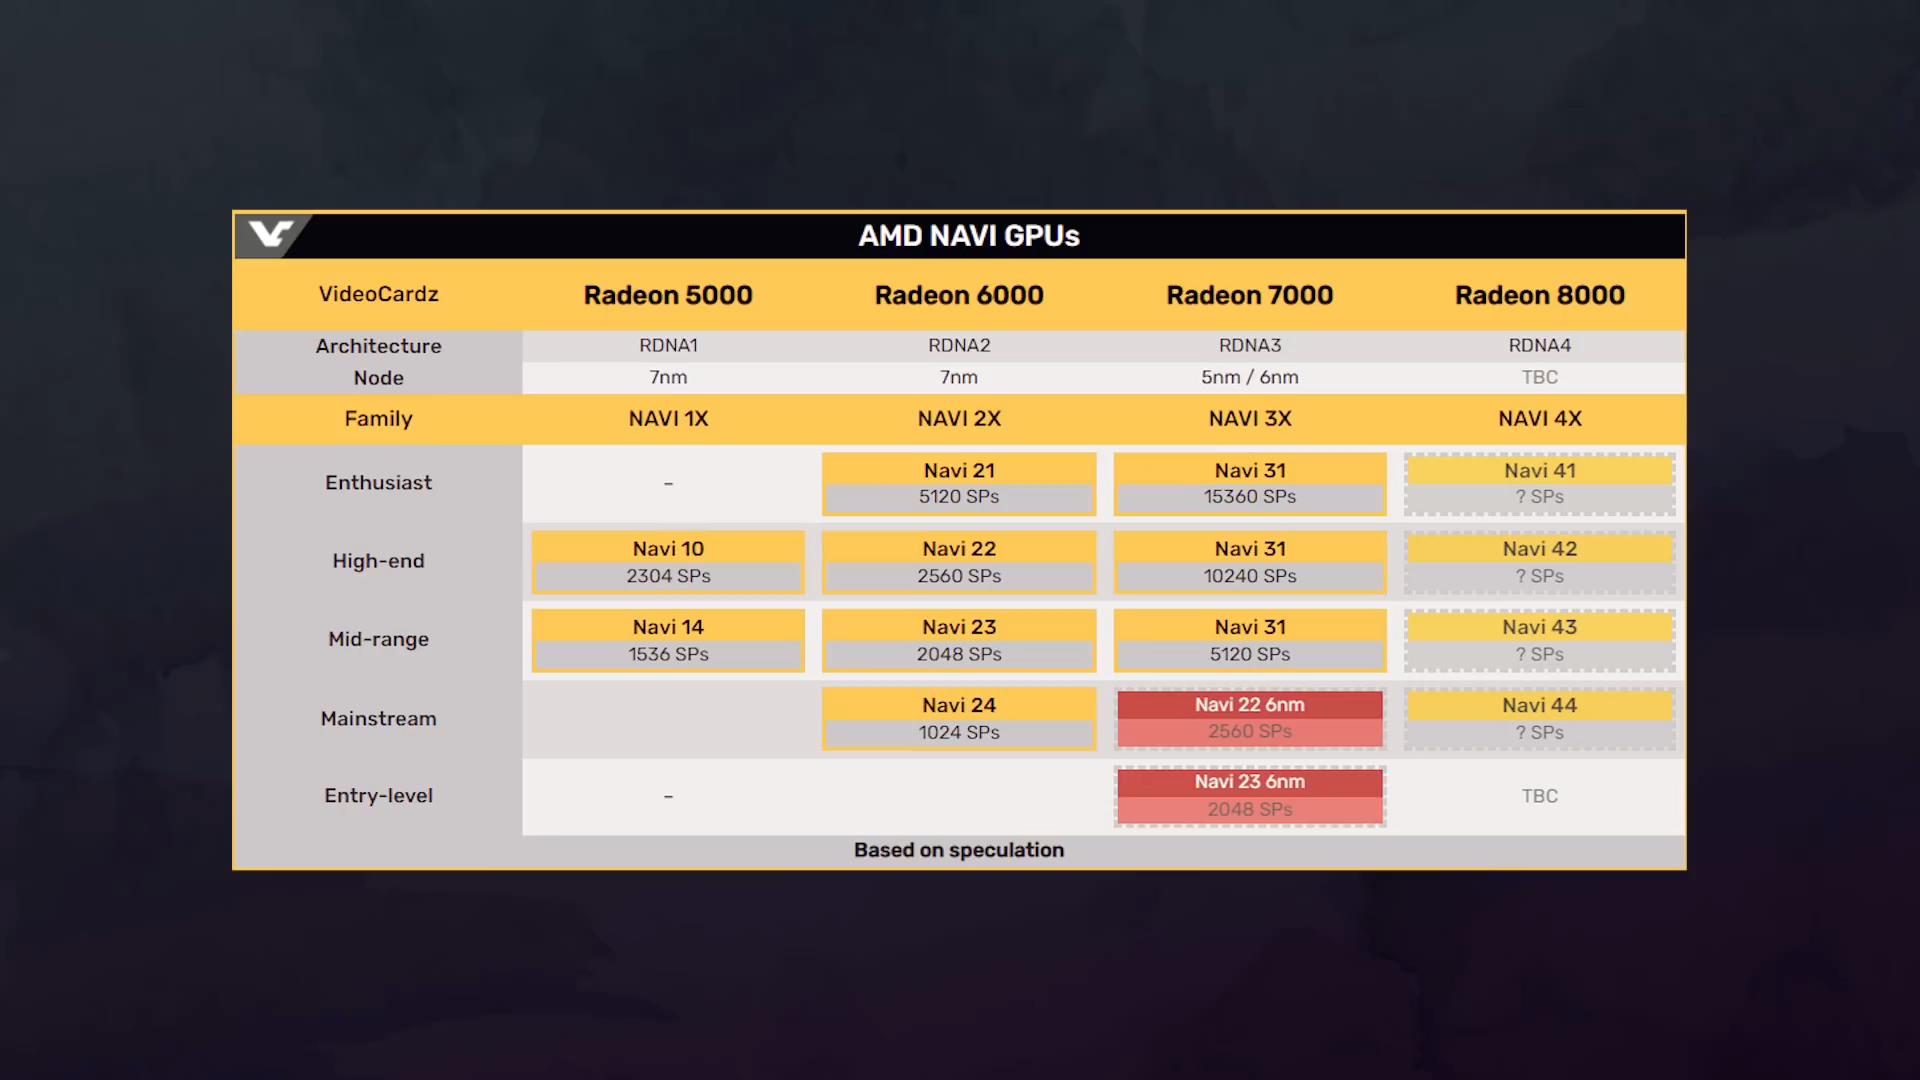 AMD NAVI GPUs
VideoCardz Radeon 5000 Radeon 6000 Radeon 7000 Radeon 8000
Architecture RDNA1 RDNA2 RDNA3 RDNA4
Node 7nm 7nm 5nm / 6nm TBC
Family NAVI 1X NAVI 2X NAVI 3X NAVI 4X
Enthusiast - Navi 21 Navi 31 Navi 41
5120 SPs 15360 SPs ? SPs
High-end Navi 10 Navi 22 Navi 31 Navi 42
2304 SPs 2560 SPs 10240 SPs ? SPs
Mid-range Navi 14 Navi 23 Navi 31 Navi 43
1536 SPs 2048 SPs 5120 SPs ? SPs
Mainstream Navi 24 Navi 22 6nm Navi 44
1024 SPs 2560 SPs ? SPs
Entry-level - Navi 23 6nm TBC
2048 SPs
Based on speculation